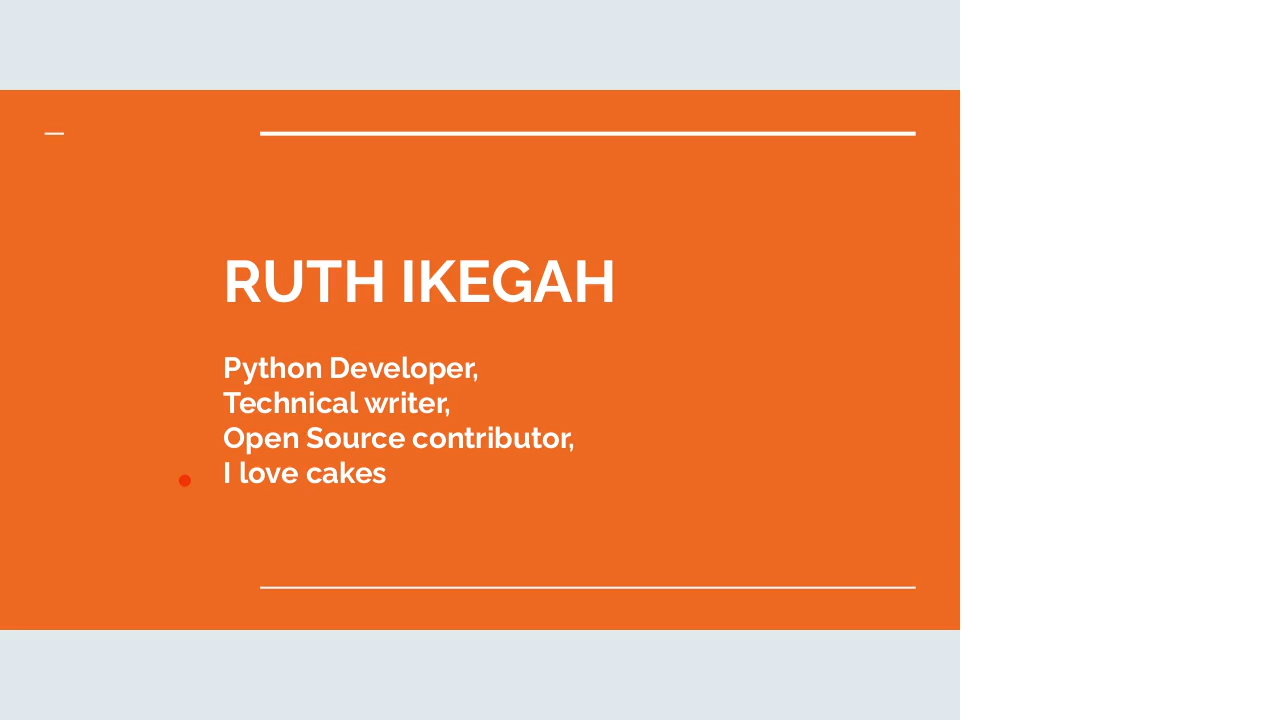 RUTH IKEGAH
Python Developer,
Technical writer,
Open Source contributor,
I love cakes